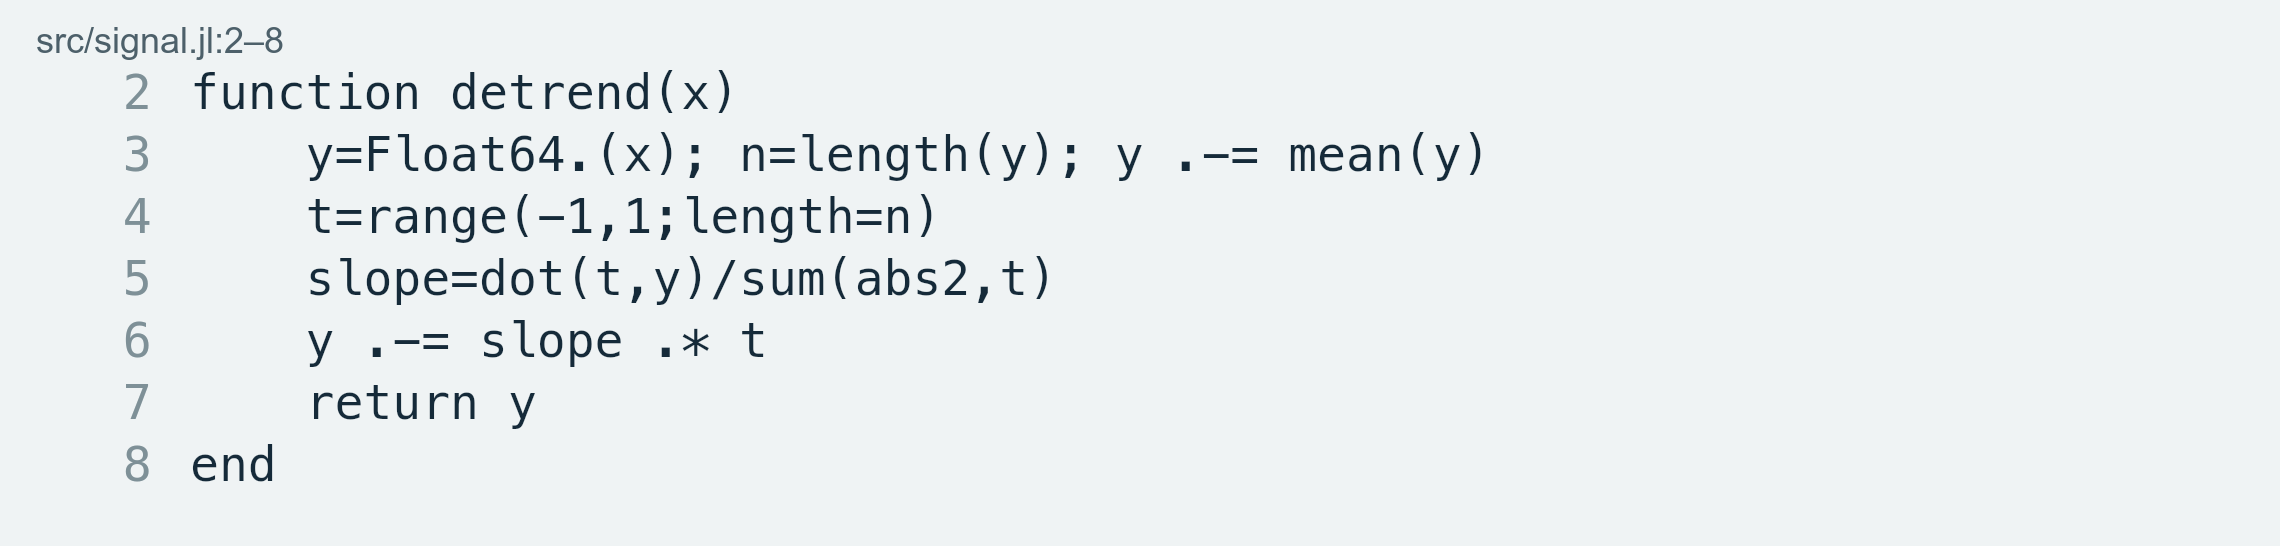 src/signal.jl:2–8
2 function detrend(x)
3     y=Float64.(x); n=length(y); y .-= mean(y)
4     t=range(-1,1;length=n)
5     slope=dot(t,y)/sum(abs2,t)
6     y .-= slope .* t
7     return y
8 end